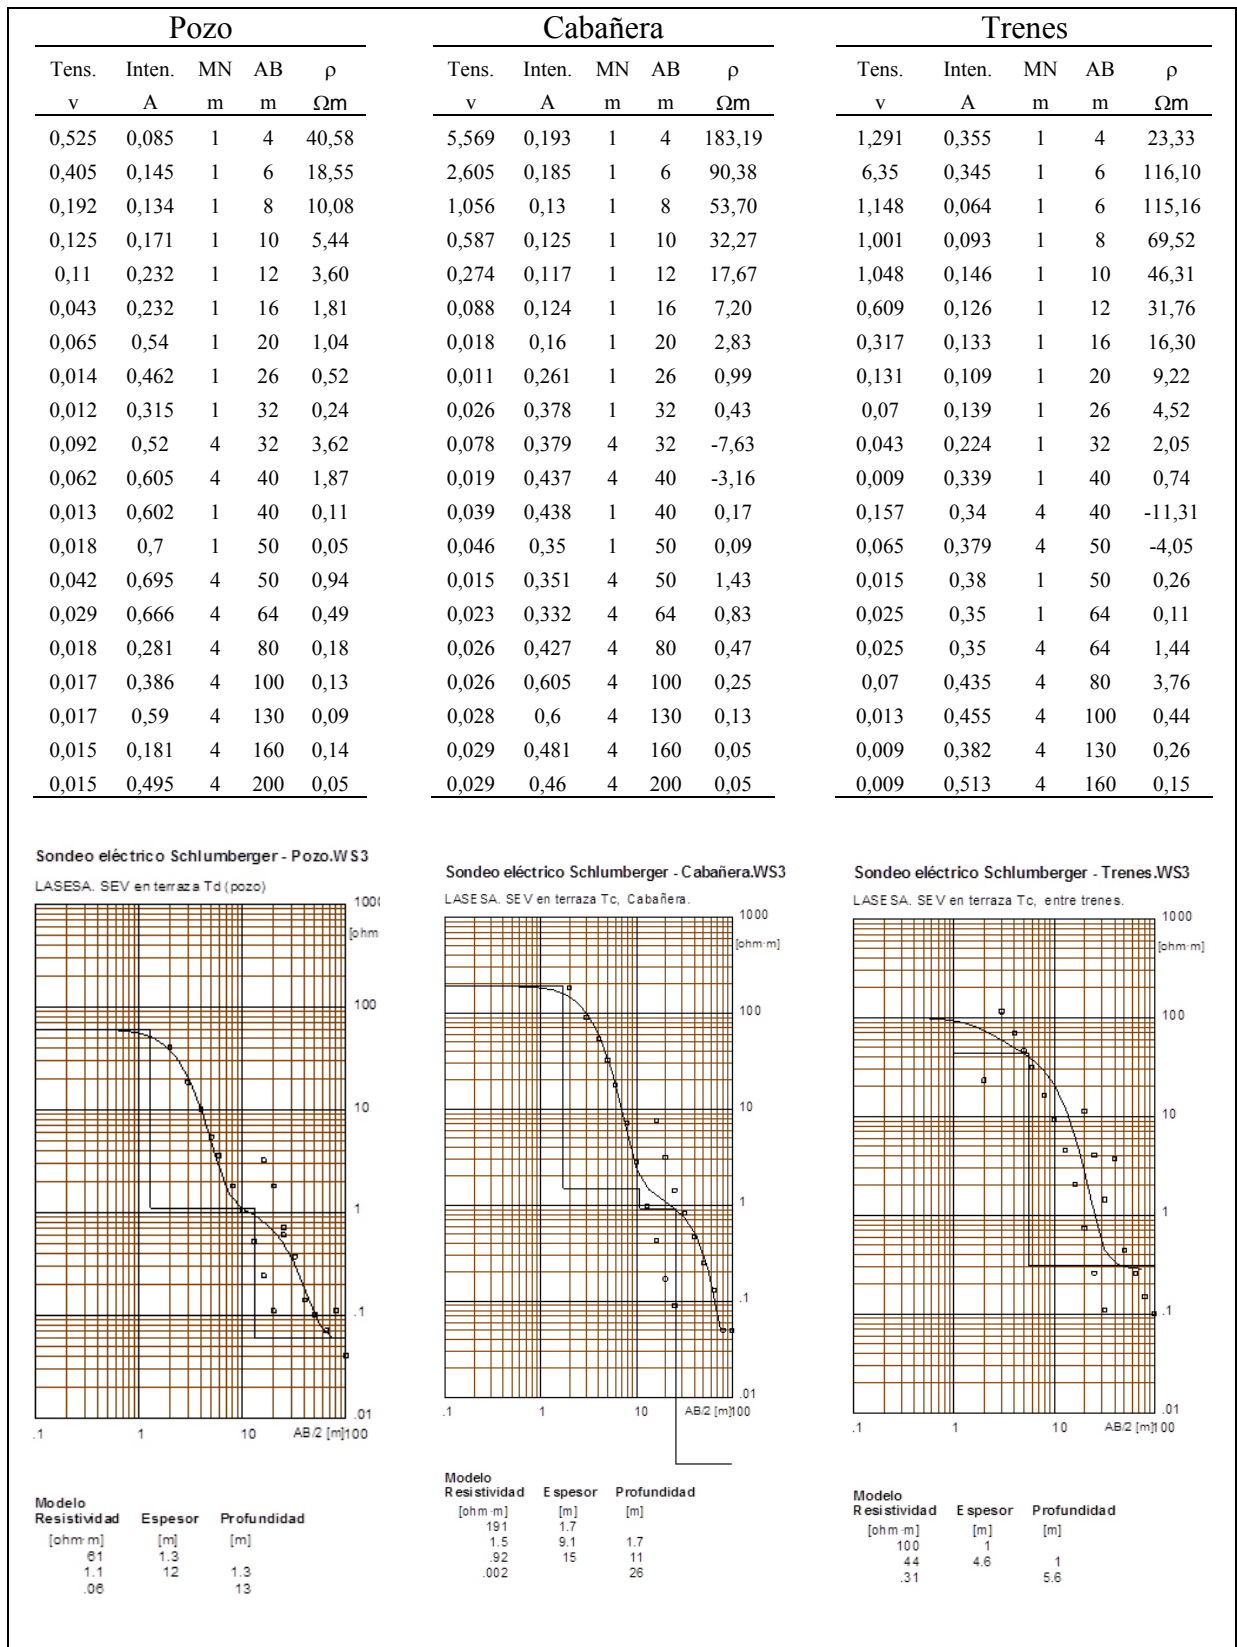 Pozo
Tens. Inten. MN AB ρ
v A m m Ωm
0,525 0,085 1 4 40,58
0,405 0,145 1 6 18,55
0,192 0,134 1 8 10,08
0,125 0,171 1 10 5,44
0,11 0,232 1 12 3,60
0,043 0,232 1 16 1,81
0,065 0,54 1 20 1,04
0,014 0,462 1 26 0,52
0,012 0,315 1 32 0,24
0,092 0,52 4 32 3,62
0,062 0,605 4 40 1,87
0,013 0,602 1 40 0,11
0,018 0,7 1 50 0,05
0,042 0,695 4 50 0,94
0,029 0,666 4 64 0,49
0,018 0,281 4 80 0,18
0,017 0,386 4 100 0,13
0,017 0,59 4 130 0,09
0,015 0,181 4 160 0,14
0,015 0,495 4 200 0,05
Cabañera
Tens. Inten. MN AB ρ
v A m m Ωm
5,569 0,193 1 4 183,19
2,605 0,185 1 6 90,38
1,056 0,13 1 8 53,70
0,587 0,125 1 10 32,27
0,274 0,117 1 12 17,67
0,088 0,124 1 16 7,20
0,018 0,16 1 20 2,83
0,011 0,261 1 26 0,99
0,026 0,378 1 32 0,43
0,078 0,379 4 32 -7,63
0,019 0,437 4 40 -3,16
0,039 0,438 1 40 0,17
0,046 0,35 1 50 0,09
0,015 0,351 4 50 1,43
0,023 0,332 4 64 0,83
0,026 0,427 4 80 0,47
0,026 0,605 4 100 0,25
0,028 0,6 4 130 0,13
0,029 0,481 4 160 0,05
0,029 0,46 4 200 0,05
Trenes
Tens. Inten. MN AB ρ
v A m m Ωm
1,291 0,355 1 4 23,33
6,35 0,345 1 6 116,10
1,148 0,064 1 6 115,16
1,001 0,093 1 8 69,52
1,048 0,146 1 10 46,31
0,609 0,126 1 12 31,76
0,317 0,133 1 16 16,30
0,131 0,109 1 20 9,22
0,07 0,139 1 26 4,52
0,043 0,224 1 32 2,05
0,009 0,339 1 40 0,74
0,157 0,34 4 40 -11,31
0,065 0,379 4 50 -4,05
0,015 0,38 1 50 0,26
0,025 0,35 1 64 0,11
0,025 0,35 4 64 1,44
0,07 0,435 4 80 3,76
0,013 0,455 4 100 0,44
0,009 0,382 4 130 0,26
0,009 0,513 4 160 0,15
Sondeo eléctrico Schlumberger - Pozo.WS3
LASESA. SEV en terraza Td (pozo)
1000
[ohm
100
10
1
.1
.01
.1 1 10 AB/2 [m]100
Modelo
Resistividad Espesor Profundidad
[ohm·m] [m] [m]
61 1.3
1.1 12 1.3
.06 13
Sondeo eléctrico Schlumberger - Cabañera.WS3
LASESA. SEV en terraza Tc, Cabañera.
1000
[ohm·m]
100
10
1
.1
.01
.1 1 10 AB/2 [m]100
Modelo
Resistividad Espesor Profundidad
[ohm·m] [m] [m]
191 1.7
1.5 9.1 1.7
.92 15 11
.002 26
Sondeo eléctrico Schlumberger - Trenes.WS3
LASESA. SEV en terraza Tc, entre trenes.
1000
[ohm·m]
100
10
1
.1
.01
.1 1 10 AB/2 [m]100
Modelo
Resistividad Espesor Profundidad
[ohm·m] [m] [m]
100 1
44 4.6 1
.31 5.6